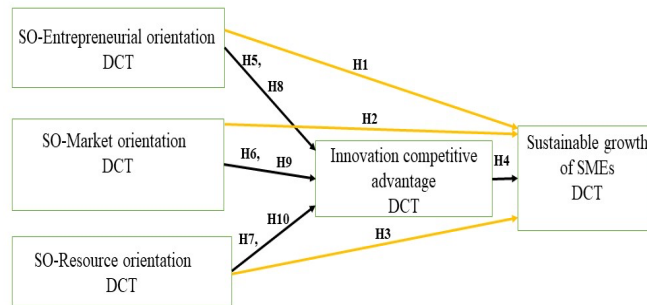 SO-Entrepreneurial orientation
DCT
H1
H5,
H8
H2
SO-Market orientation
DCT
H6,
H9
Innovation competitive
advantage
DCT
H4
Sustainable growth
of SMEs
DCT
H10
H7,
H3
SO-Resource orientation
DCT